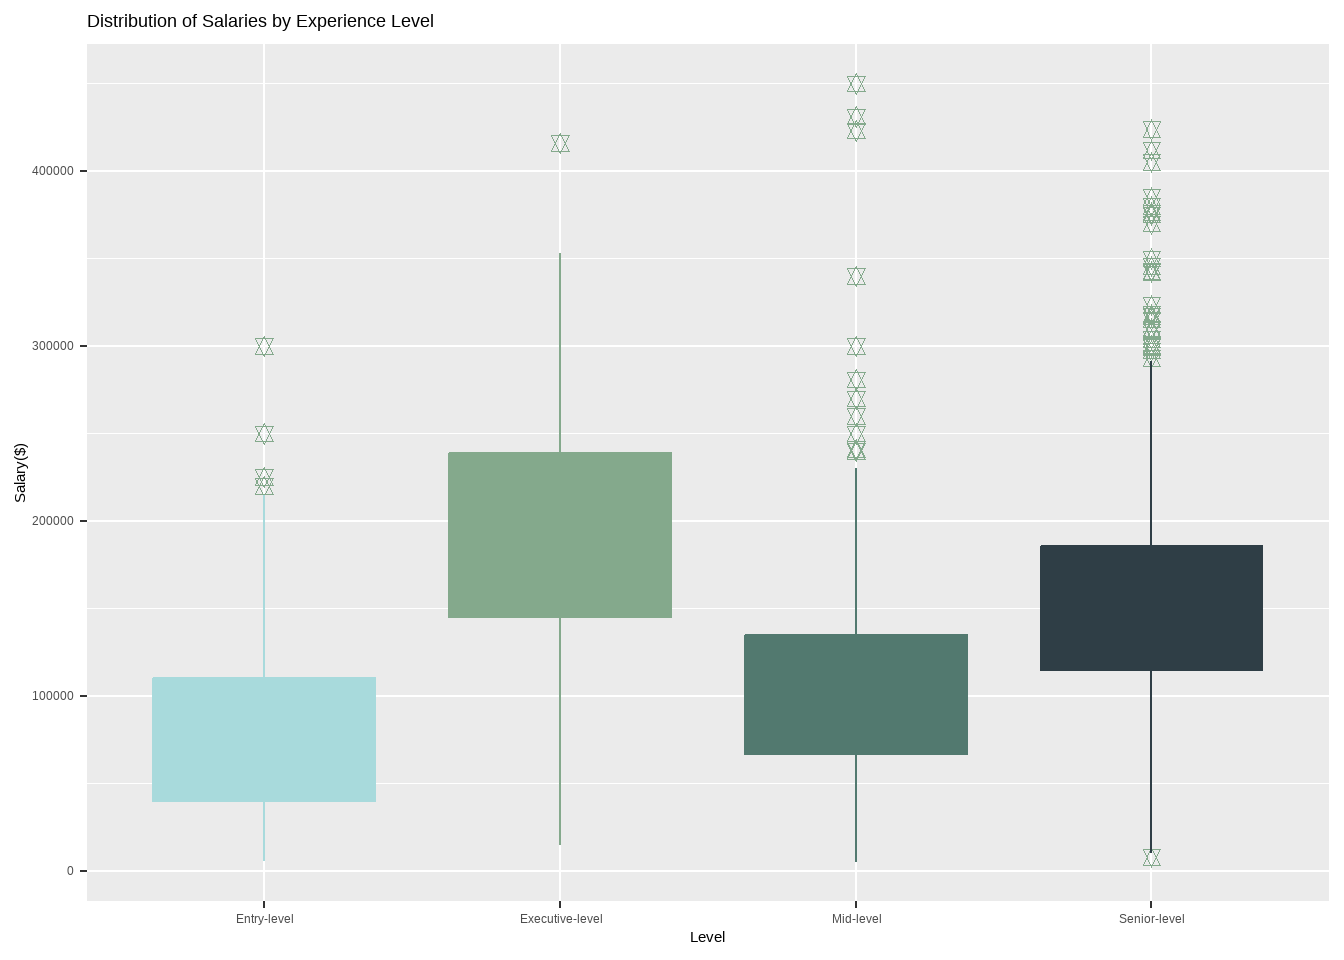 Distribution of Salaries by Experience Level
Salary($)
400000
300000
200000
100000
0
Entry-level
Executive-level
Mid-level
Senior-level
Level